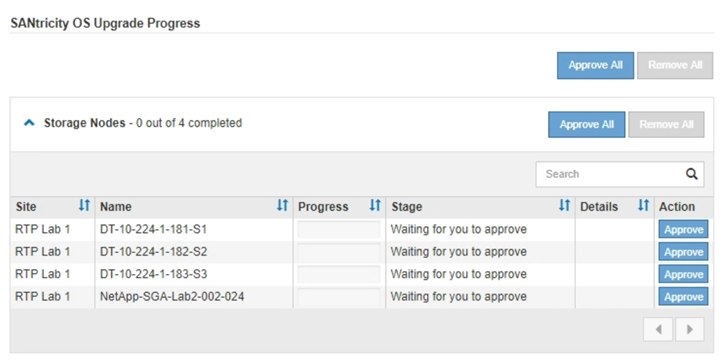 SANtricity OS Upgrade Progress
Approve All Remove All
Storage Nodes - 0 out of 4 completed Approve All Remove All
Search
Site Name Progress Stage Details Action
RTP Lab 1 DT-10-224-1-181-S1 Waiting for you to approve Approve
RTP Lab 1 DT-10-224-1-182-S2 Waiting for you to approve Approve
RTP Lab 1 DT-10-224-1-183-S3 Waiting for you to approve Approve
RTP Lab 1 NetApp-SGA-Lab2-002-024 Waiting for you to approve Approve